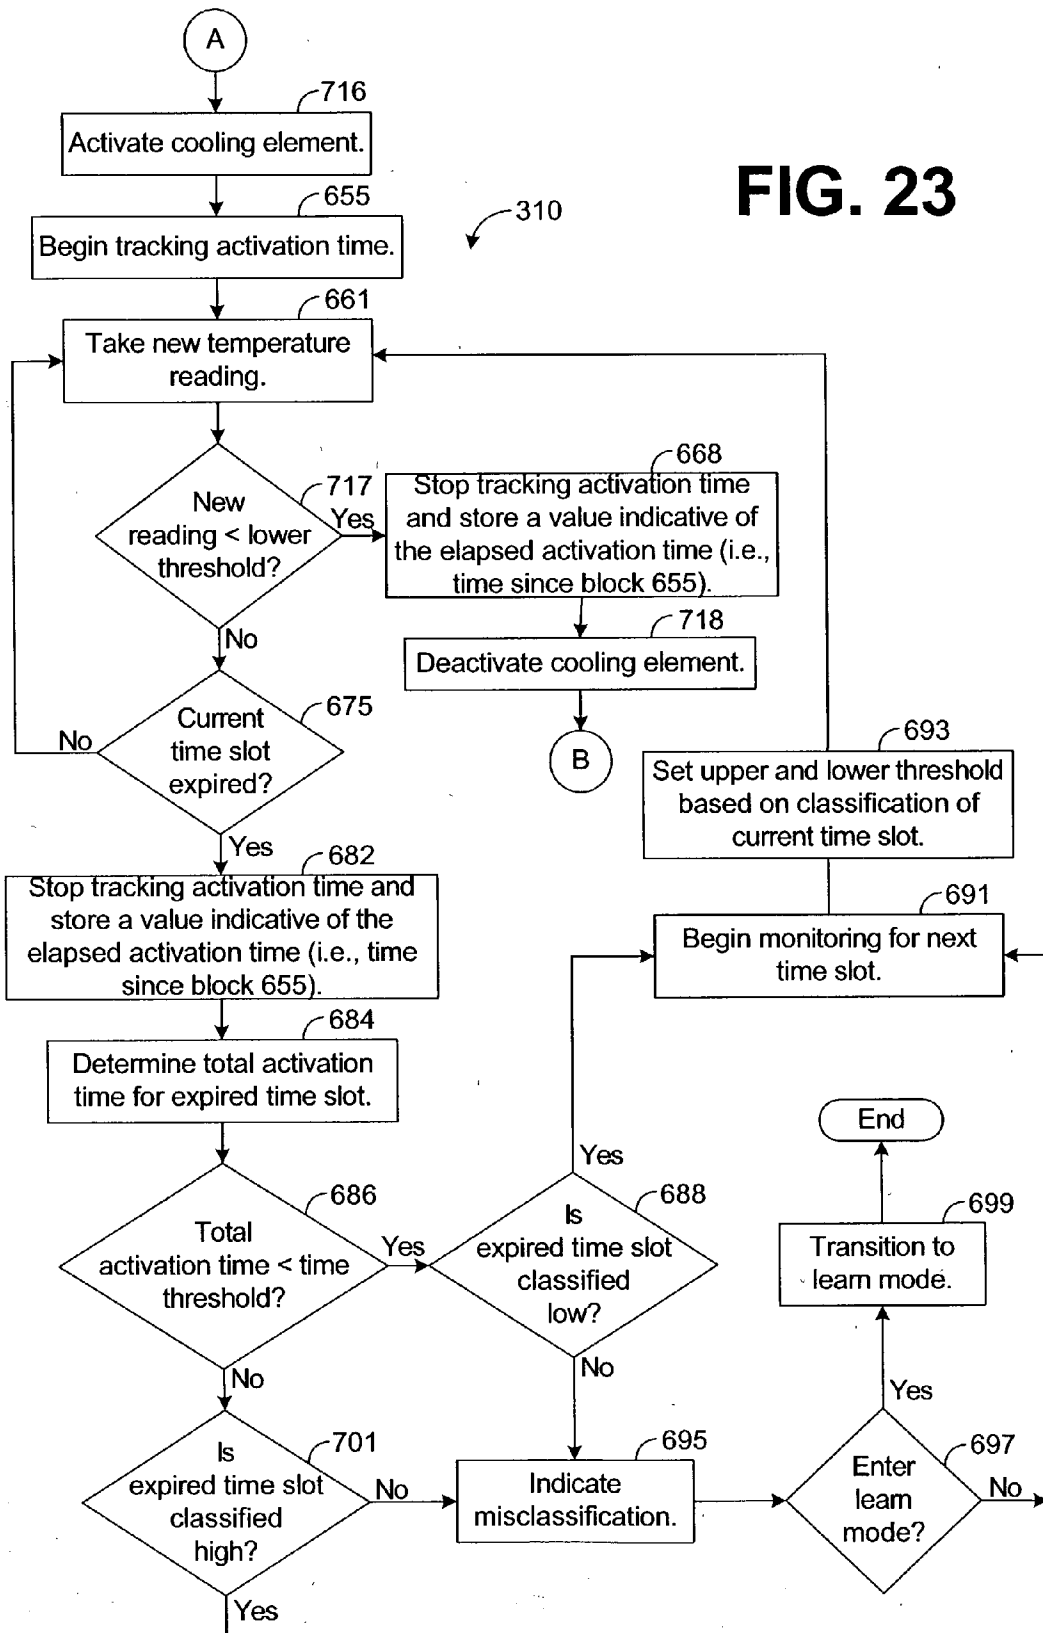 A
716
Activate cooling element.
FIG. 23
655
310
Begin tracking activation time.
661
Take new temperature
reading.
717
New
reading < lower
threshold?
Yes
668
Stop tracking activation time
and store a value indicative of
the elapsed activation time (i.e.,
time since block 655).
No
718
Deactivate cooling element.
675
Current
time slot
expired?
No
B
693
Set upper and lower threshold
based on classification of
current time slot.
Yes
682
Stop tracking activation time and
store a value indicative of the
elapsed activation time (i.e., time
since block 655).
691
Begin monitoring for next
time slot.
684
Determine total activation
time for expired time slot.
End
Yes
686
Total
activation time < time
threshold?
Yes
688
Is
expired time slot
classified
low?
699
Transition to
learn mode.
No
No
Yes
701
Is
expired time slot
classified
high?
No
695
Indicate
misclassification.
697
Enter
learn
mode?
No
Yes